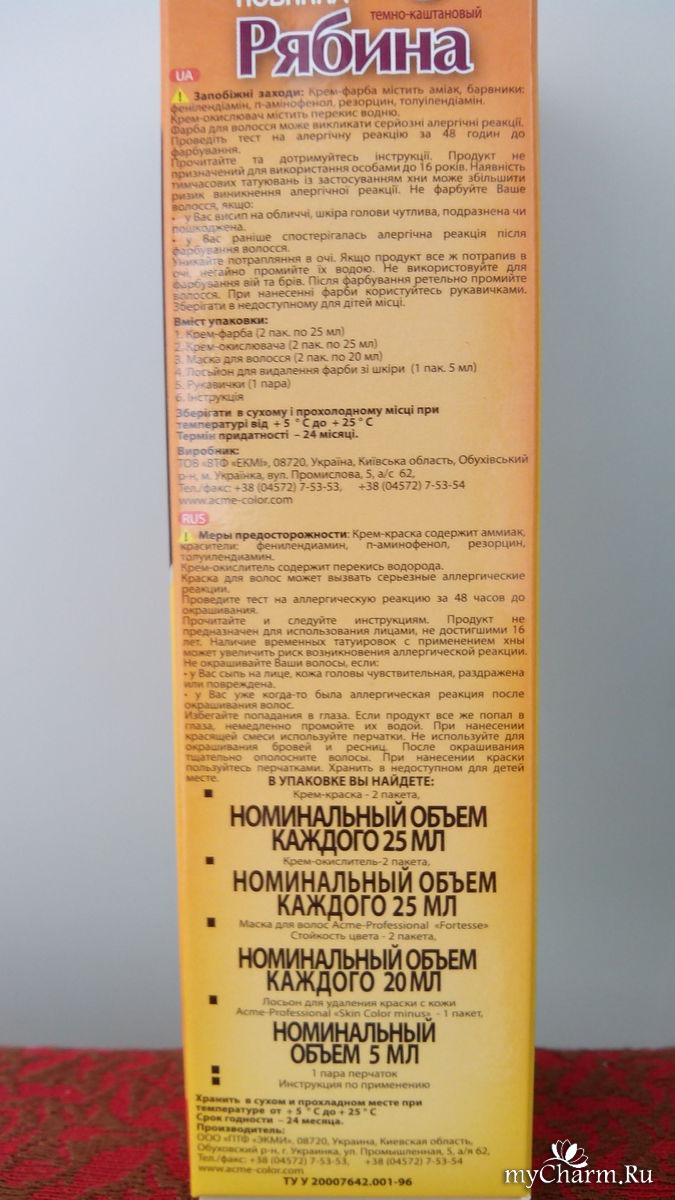 темно-каштановый
Рябина
UA
Запобіжні заходи: Крем-фарба містить аміак, барвники:
фенілендіамін, п-амінофенол, резорцин, толуїлендіамін.
Крем-окислювач містить перекис водню.
Фарба для волосся може викликати серйозні алергічні реакції.
Проведіть тест на алергічну реакцію за 48 годин до
фарбування.
Прочитайте та дотримуйтесь інструкції. Продукт не
призначений для використання особами до 16 років. Наявність
тимчасових татуювань із застосуванням хни може збільшити
ризик виникнення алергічної реакції. Не фарбуйте Ваше
волосся, якщо:
• у Вас висип на обличчі, шкіра голови чутлива, подразнена чи
пошкоджена.
• у Вас раніше спостерігалась алергічна реакція після
фарбування волосся.
Уникайте потрапляння в очі. Якщо продукт все ж потрапив в
очі, негайно промийте їх водою. Не використовуйте для
фарбування вій та брів. Після фарбування ретельно промийте
волосся. При нанесенні фарби користуйтесь рукавичками.
Зберігати в недоступному для дітей місці.
Вміст упаковки:
1. Крем-фарба (2 пак. по 25 мл)
2. Крем-окислювача (2 пак. по 25 мл)
3. Маска для волосся (2 пак. по 20 мл)
4. Лосьйон для видалення фарби зі шкіри (1 пак. 5 мл)
5. Рукавички (1 пара)
6. Інструкція
Зберігати в сухому і прохолодному місці при
температурі від + 5 °С до + 25 °С
Термін придатності – 24 місяці.
Виробник:
ТОВ «ВТФ «ЕКМІ», 08720, Україна, Київська область, Обухівський
р-н, м. Українка, вул. Промислова, 5, а/с 62,
Тел./факс: +38 (04572) 7-53-53, +38 (04572) 7-53-54
www.acme-color.com
RUS
Меры предосторожности: Крем-краска содержит аммиак,
красители: фенилендиамин, п-аминофенол, резорцин,
толуилендиамин.
Крем-окислитель содержит перекись водорода.
Краска для волос может вызвать серьезные аллергические
реакции.
Проведите тест на аллергическую реакцию за 48 часов до
окрашивания.
Прочитайте и следуйте инструкциям. Продукт не
предназначен для использования лицами, не достигшими 16
лет. Наличие временных татуировок с применением хны
может увеличить риск возникновения аллергической реакции.
Не окрашивайте Ваши волосы, если:
• у Вас сыпь на лице, кожа головы чувствительная, раздражена
или повреждена.
• у Вас уже когда-то была аллергическая реакция после
окрашивания волос.
Избегайте попадания в глаза. Если продукт все же попал в
глаза, немедленно промойте их водой. При нанесении
красящей смеси используйте перчатки. Не используйте для
окрашивания бровей и ресниц. После окрашивания
тщательно ополосните волосы. При нанесении краски
пользуйтесь перчатками. Хранить в недоступном для детей
месте.
В УПАКОВКЕ ВЫ НАЙДЕТЕ:
Крем-краска - 2 пакета,
НОМИНАЛЬНЫЙ ОБЪЕМ
КАЖДОГО 25 МЛ
Крем-окислитель-2 пакета,
НОМИНАЛЬНЫЙ ОБЪЕМ
КАЖДОГО 25 МЛ
Маска для волос Acme-Professional «Fortesse»
Стойкость цвета - 2 пакета,
НОМИНАЛЬНЫЙ ОБЪЕМ
КАЖДОГО 20 МЛ
Лосьон для удаления краски с кожи
Acme-Professional «Skin Color minus» - 1 пакет,
НОМИНАЛЬНЫЙ
ОБЪЕМ 5 МЛ
1 пара перчаток
Инструкция по применению
Хранить в сухом и прохладном месте при
температуре от + 5 °С до + 25 °С
Срок годности – 24 месяца.
Производитель:
ООО «ПТФ «ЭКМИ», 08720, Украина, Киевская область,
Обуховский р-н, г. Украинка, ул. Промышленная, 5, а/я 62,
Тел./факс: +38 (04572) 7-53-53, +38 (04572) 7-53-54
www.acme-color.com
ТУ У 20007642.001-96
myCharm.Ru